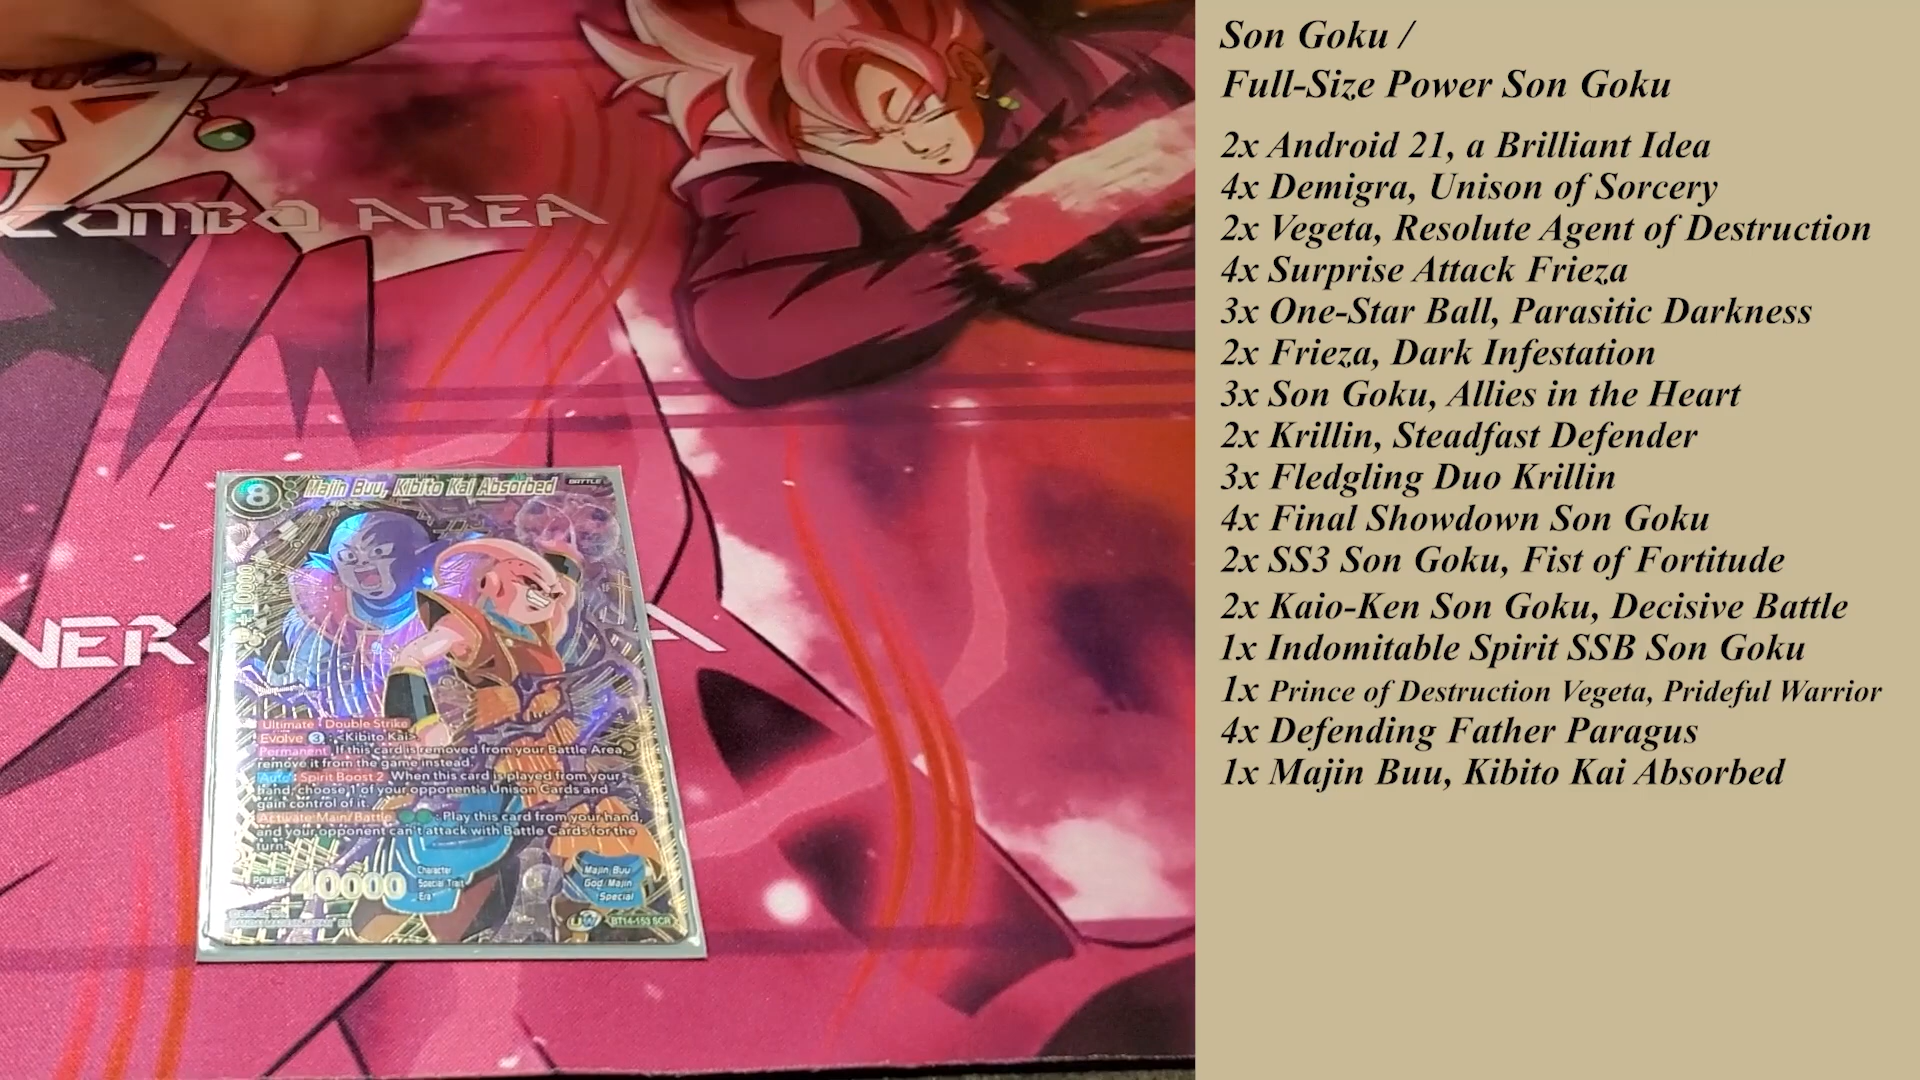 COMBO AREA
8
Majin Buu, Kibito Kai Absorbed
BATTLE
10000
Ultimate Double Strike
Evolve 3 : <Kibito Kai>
Permanent If this card is removed from your Battle Area,
remove it from the game instead.
Auto Spirit Boost 2 When this card is played from your
hand, choose 1 of your opponent's Unison Cards and
gain control of it.
Activate Main/Battle : Play this card from your hand,
and your opponent can't attack with Battle Cards for the
turn.
POWER 40000
Character Majin Buu
Special Trait God/Majin
Era Special
BT14-153 SCR
Son Goku /
Full-Size Power Son Goku
2x Android 21, a Brilliant Idea
4x Demigra, Unison of Sorcery
2x Vegeta, Resolute Agent of Destruction
4x Surprise Attack Frieza
3x One-Star Ball, Parasitic Darkness
2x Frieza, Dark Infestation
3x Son Goku, Allies in the Heart
2x Krillin, Steadfast Defender
3x Fledgling Duo Krillin
4x Final Showdown Son Goku
2x SS3 Son Goku, Fist of Fortitude
2x Kaio-Ken Son Goku, Decisive Battle
1x Indomitable Spirit SSB Son Goku
1x Prince of Destruction Vegeta, Prideful Warrior
4x Defending Father Paragus
1x Majin Buu, Kibito Kai Absorbed